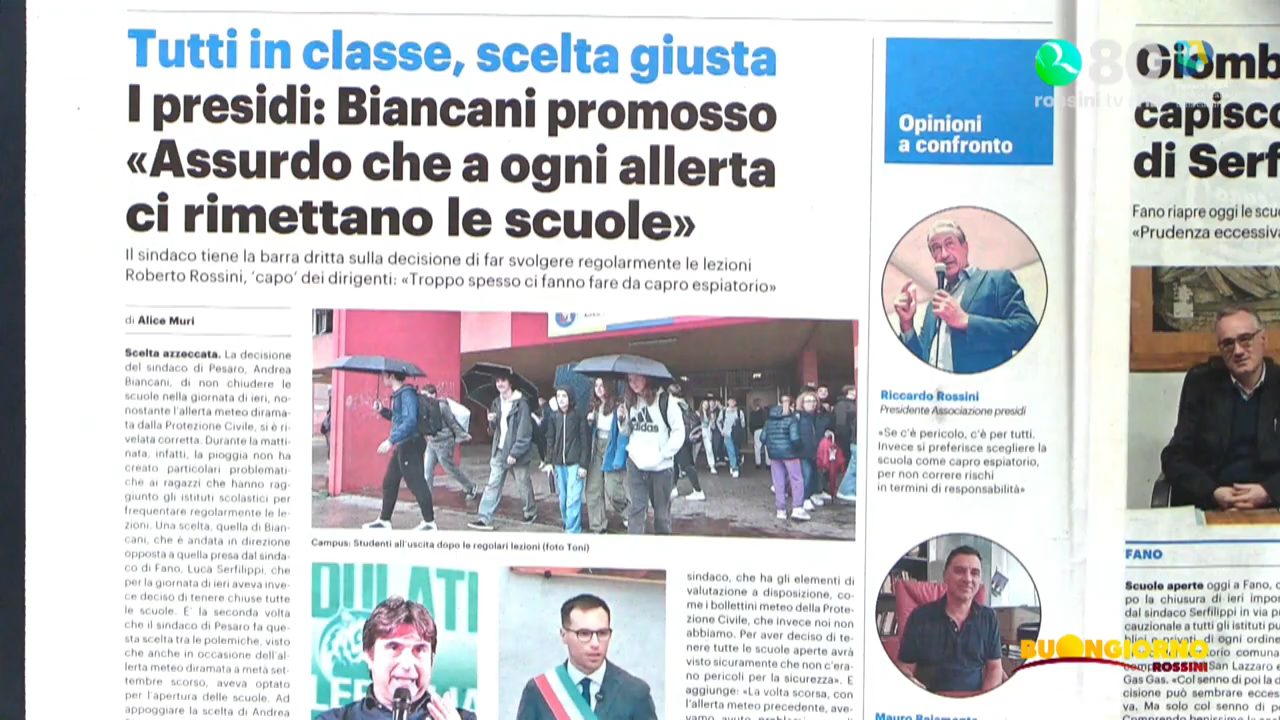 Tutti in classe, scelta giusta
I presidi: Biancani promosso
«Assurdo che a ogni allerta
ci rimettano le scuole»
Il sindaco tiene la barra dritta sulla decisione di far svolgere regolarmente le lezioni
Roberto Rossini, ‘capo’ dei dirigenti: «Troppo spesso ci fanno fare da capro espiatorio»
di Alice Muri
Scelta azzeccata. La decisione
del sindaco di Pesaro, Andrea
Biancani, di non chiudere le
scuole nella giornata di ieri, no-
nostante l'allerta meteo dirama-
ta dalla Protezione Civile, si è ri-
velata corretta. Durante la matti-
nata, infatti, la pioggia non ha
creato particolari problemati-
che ai ragazzi che hanno rag-
giunto gli istituti scolastici per
frequentare regolarmente le le-
zioni. Una scelta, quella di Bian-
cani, che è andata in direzione
opposta a quella presa dal sinda-
co di Fano, Luca Serfilippi, che
per la giornata di ieri aveva inve-
ce deciso di tenere chiuse tutte
le scuole. E' la seconda volta
che il sindaco di Pesaro fa que-
sta scelta tra le polemiche, visto
che anche in occasione dell'al-
lerta meteo diramata a metà set-
tembre scorso, aveva optato
per l'apertura delle scuole. Ad
appoggiare la scelta di Andrea
adidas
Campus: Studenti all'uscita dopo le regolari lezioni (foto Toni)
DULATI
sindaco, che ha gli elementi di
valutazione a disposizione, co-
me i bollettini meteo della Prote-
zione Civile, che invece noi non
abbiamo. Per aver deciso di te-
nere tutte le scuole aperte avrà
visto sicuramente che non c'era-
no pericoli per la sicurezza». E
aggiunge: «La volta scorsa, con
l'allerta meteo precedente, ave-
Opinioni
a confronto
Riccardo Rossini
Presidente Associazione presidi
«Se c'è pericolo, c'è per tutti.
Invece si preferisce scegliere la
scuola come capro espiatorio,
per non correre rischi
in termini di responsabilità»
80
rossini tv
Giomb
capisco
di Serf
Fano riapre oggi le scu
«Prudenza eccessiva
FANO
Scuole aperte oggi a Fano, c
po la chiusura di ieri impo
dal sindaco Serfilippi in via p
cauzionale a tutti gli istituti pu
di ogni ordine
comuna
San Lazzaro e
Gas Gas. «Col senno di poi la d
cisione può sembrare ecces
va. Ma solo col senno di p
BUONGIORNO
ROSSINI